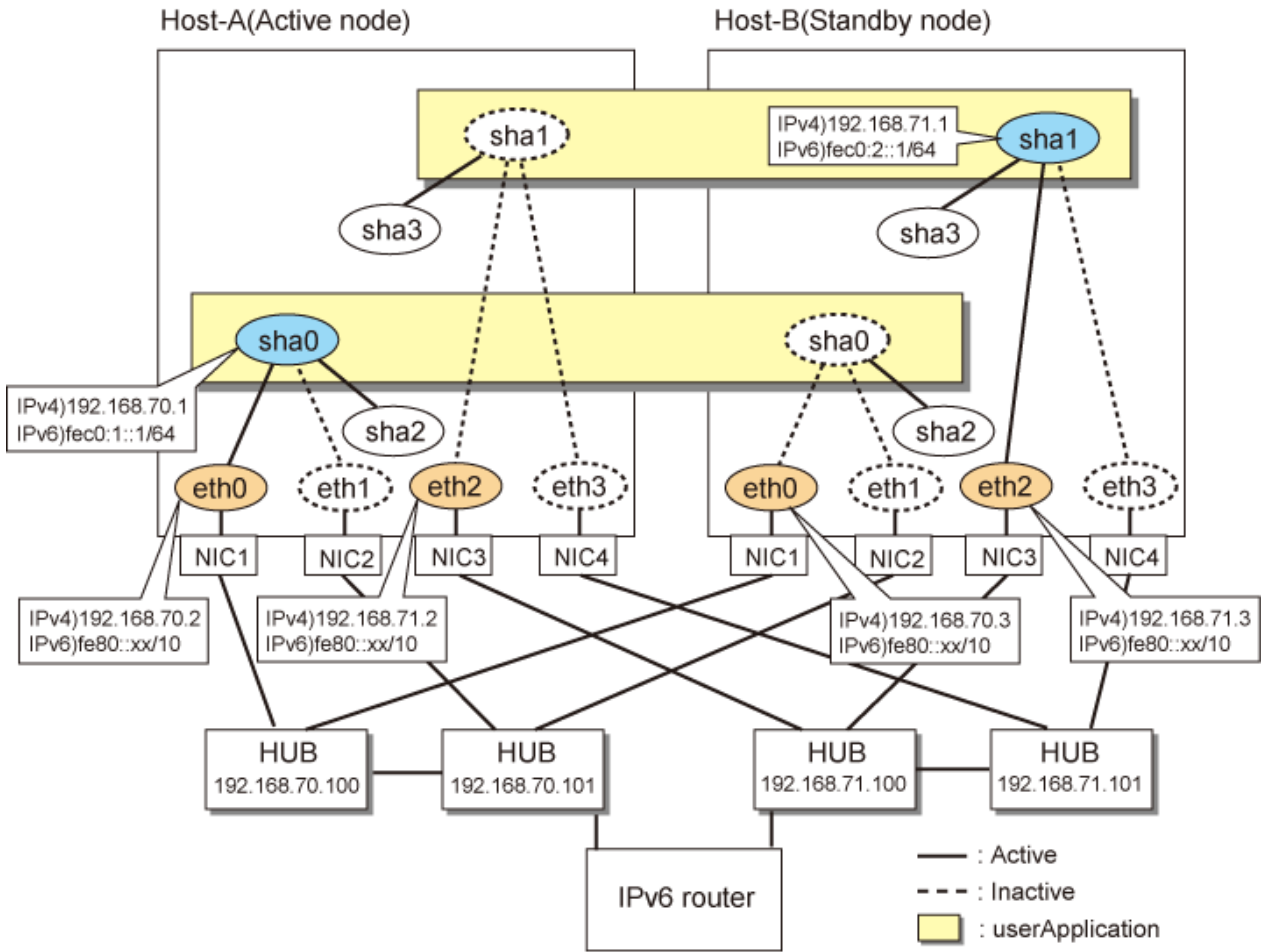 Host-A(Active node)
Host-B(Standby node)
sha1
IPv4)192.168.71.1
IPv6)fec0:2::1/64
sha1
sha3
sha3
sha0
sha0
IPv4)192.168.70.1
IPv6)fec0:1::1/64
sha2
sha2
eth0
eth1
eth2
eth3
eth0
eth1
eth2
eth3
NIC1
NIC2
NIC3
NIC4
NIC1
NIC2
NIC3
NIC4
IPv4)192.168.70.2
IPv6)fe80::xx/10
IPv4)192.168.71.2
IPv6)fe80::xx/10
IPv4)192.168.70.3
IPv6)fe80::xx/10
IPv4)192.168.71.3
IPv6)fe80::xx/10
HUB
192.168.70.100
HUB
192.168.70.101
HUB
192.168.71.100
HUB
192.168.71.101
IPv6 router
: Active
: Inactive
: userApplication